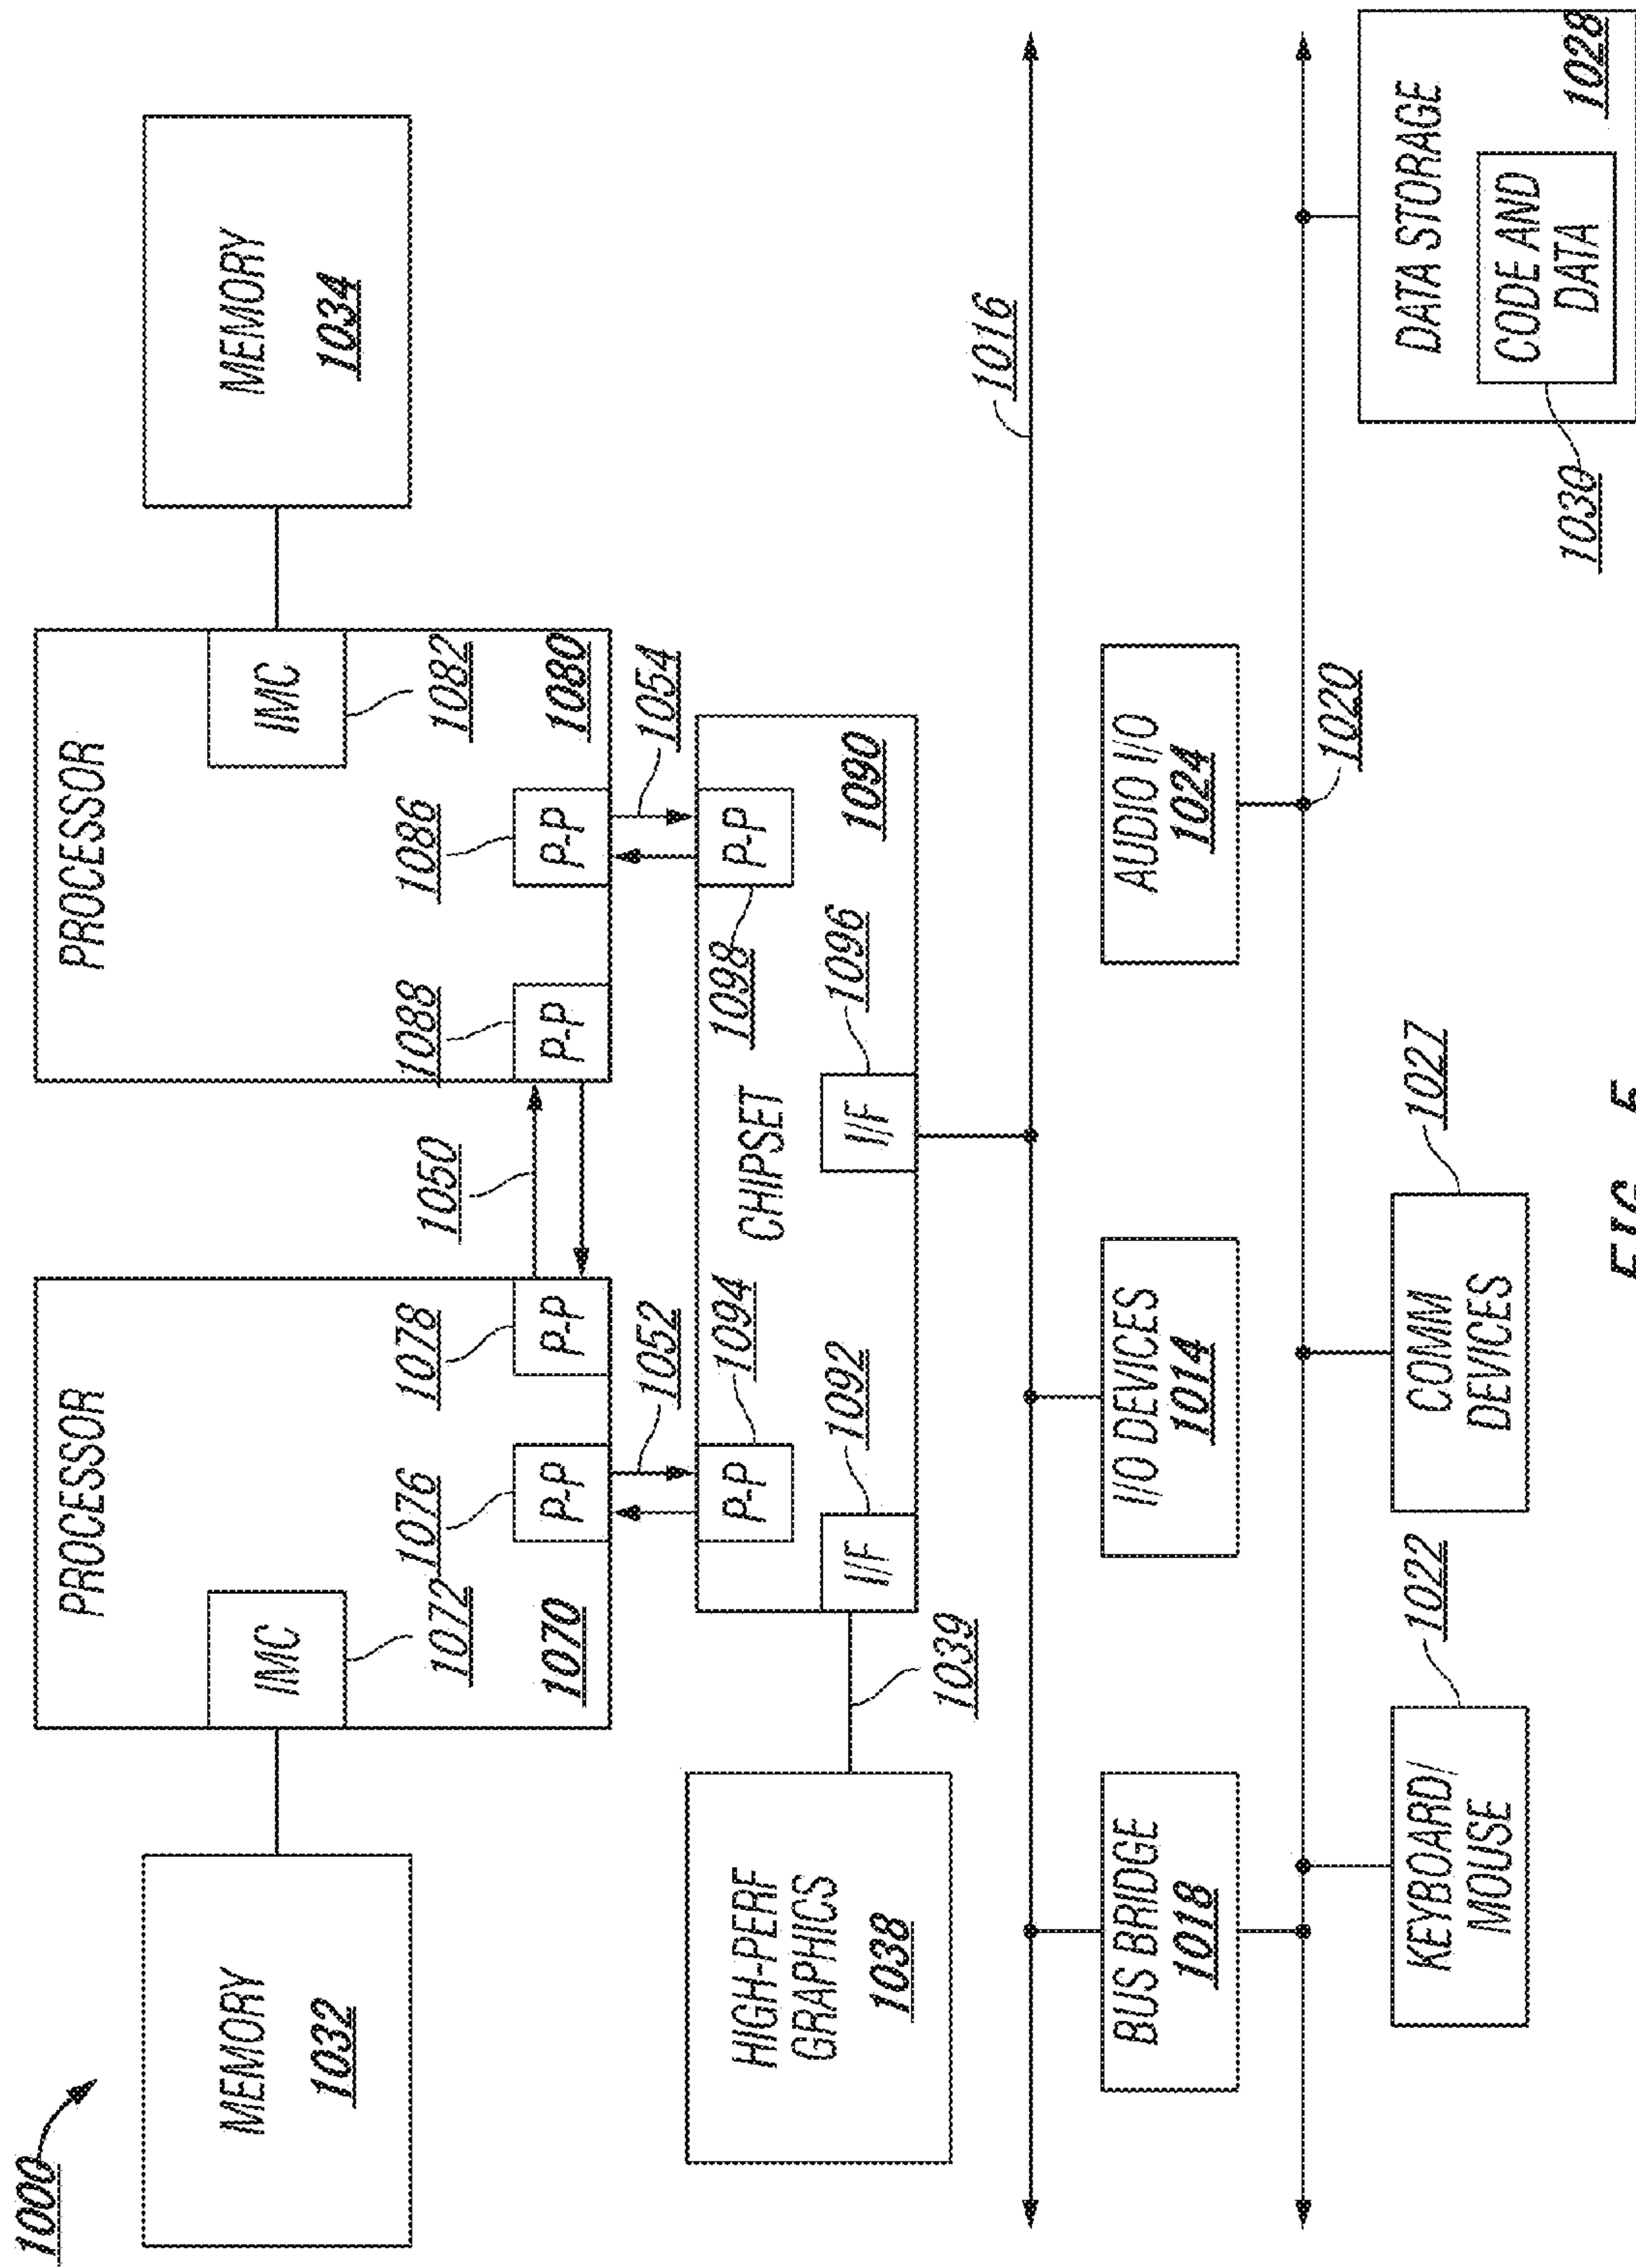 1000
PROCESSOR
PROCESSOR
MEMORY
1032
IMC
1072
1070
1076
P-P
1078
P-P
1050
1088
P-P
1086
P-P
IMC
1082
1080
MEMORY
1034
1052
1054
HIGH-PERF
GRAPHICS
1038
1039
P-P
1094
I/F
1092
CHIPSET
P-P
1098
1090
I/F
1096
1016
BUS BRIDGE
1018
I/O DEVICES
1014
AUDIO I/O
1024
1020
KEYBOARD/
MOUSE
1022
COMM
DEVICES
1027
DATA STORAGE
CODE AND
DATA
1030
1028
FIG.